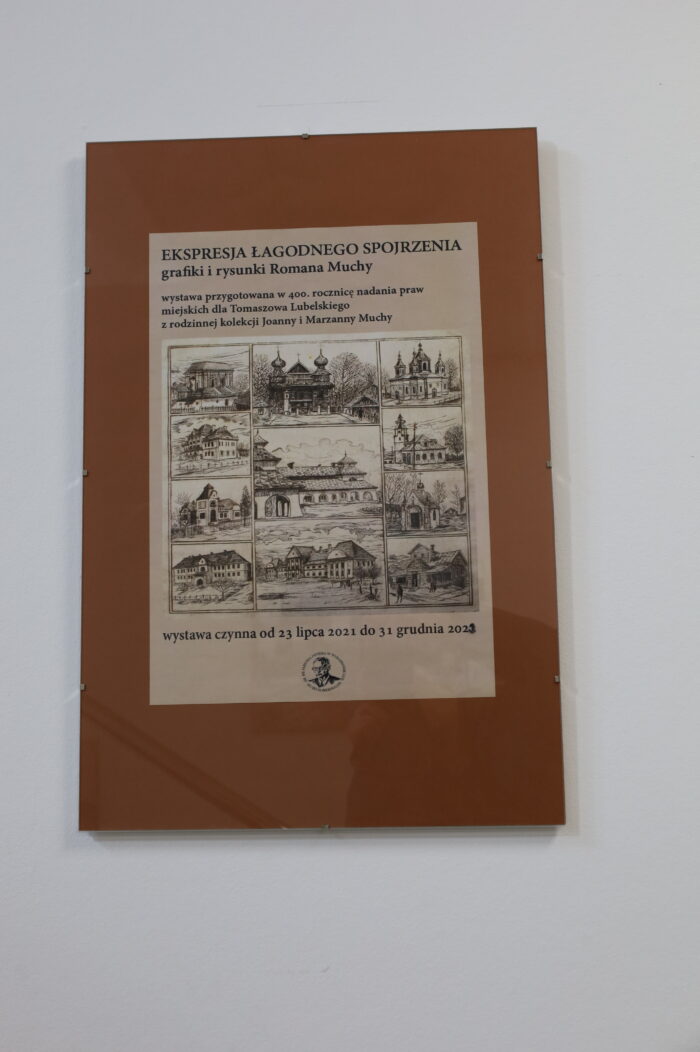 EKSPRESJA ŁAGODNEGO SPOJRZENIA
grafiki i rysunki Romana Muchy
wystawa przygotowana w 400. rocznicę nadania praw
miejskich dla Tomaszowa Lubelskiego
z rodzinnej kolekcji Joanny i Marzanny Muchy
wystawa czynna od 23 lipca 2021 do 31 grudnia 2023